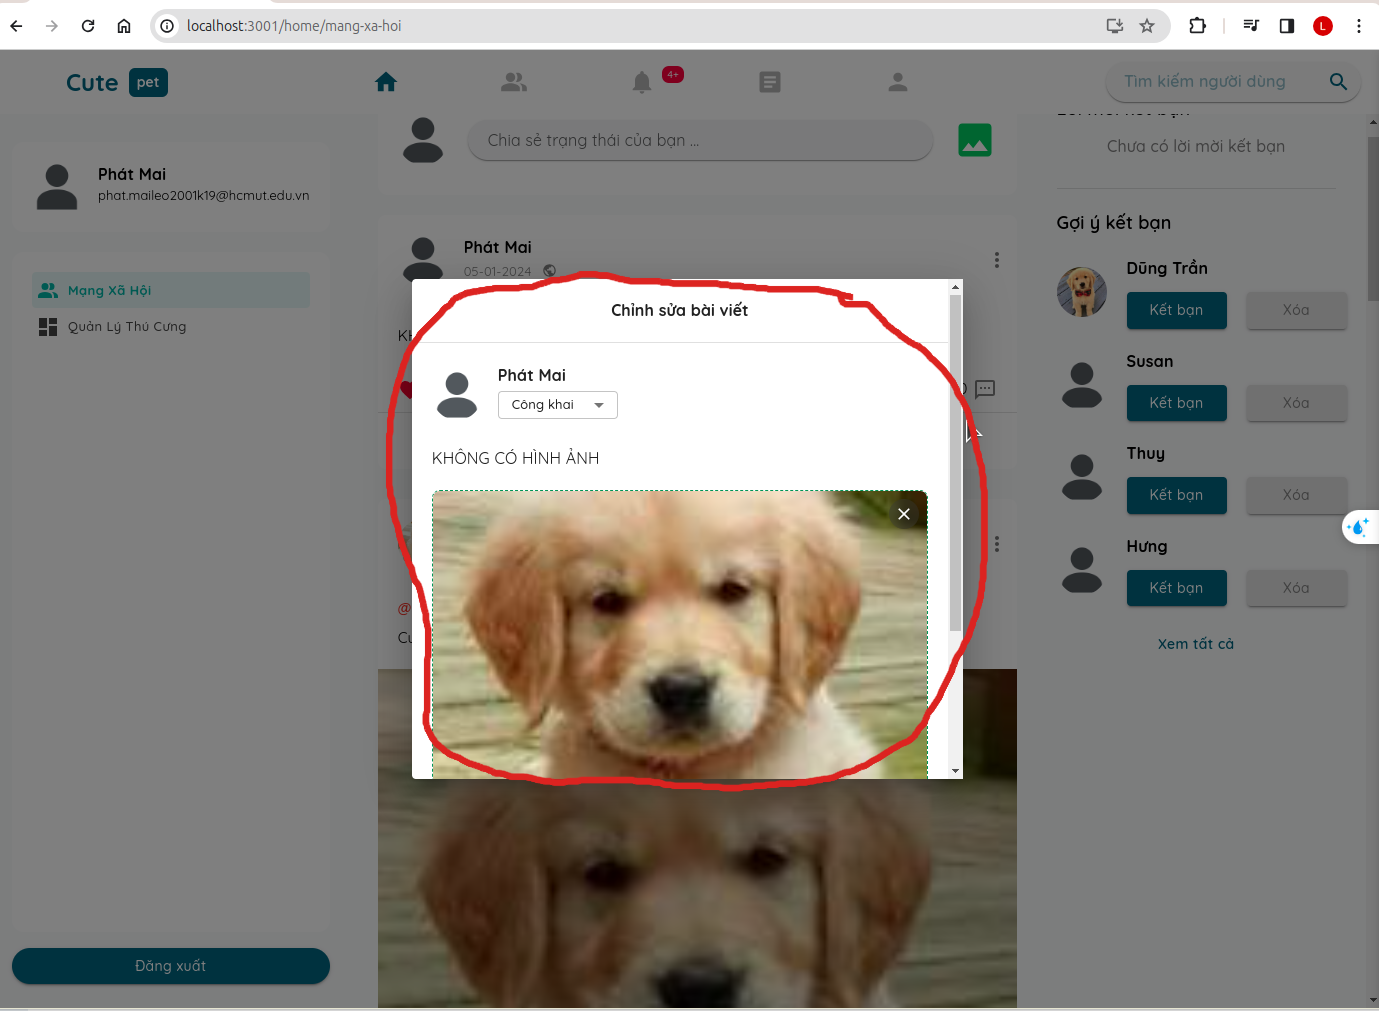 localhost:3001/home/mang-xa-hoi
L
Cute pet
4+
Tìm kiếm người dùng
Phát Mai
phat.maileo2001k19@hcmut.edu.vn
Mạng Xã Hội
Quản Lý Thú Cưng
Đăng xuất
Chia sẻ trạng thái của bạn ...
Phát Mai
05-01-2024
Chỉnh sửa bài viết
Phát Mai
Công khai
KHÔNG CÓ HÌNH ẢNH
@
Chưa có lời mời kết bạn
Gợi ý kết bạn
Dũng Trần
Kết bạn Xóa
Susan
Kết bạn Xóa
Thuy
Kết bạn Xóa
Hưng
Kết bạn Xóa
Xem tất cả